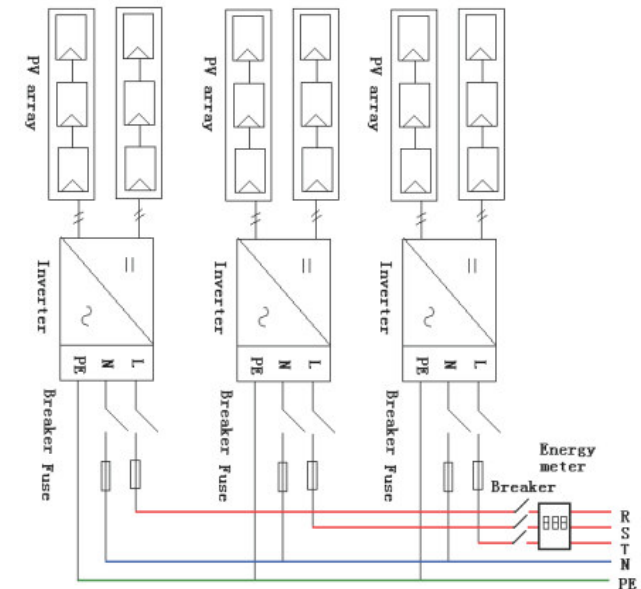 PV array
PV array
PV array
Inverter
Inverter
Inverter
PE N L
PE N L
PE N L
Breaker Fuse
Breaker Fuse
Breaker Fuse
Energy
meter
Breaker
R
S
T
N
PE